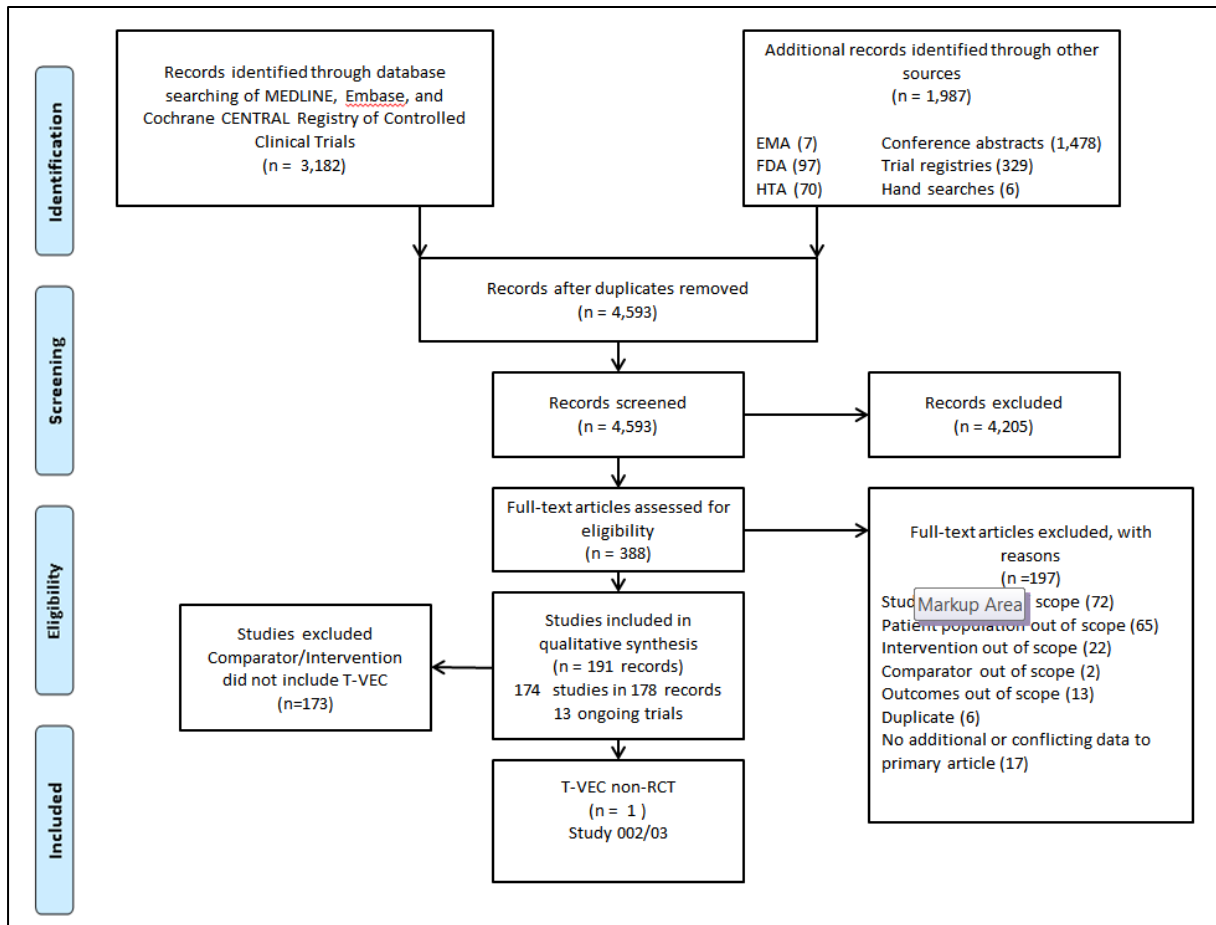 Identification
Records identified through database
searching of MEDLINE, Embase, and
Cochrane CENTRAL Registry of Controlled
Clinical Trials
(n = 3,182)
Additional records identified through other
sources
(n = 1,987)
EMA (7) Conference abstracts (1,478)
FDA (97) Trial registries (329)
HTA (70) Hand searches (6)
Screening
Records after duplicates removed
(n = 4,593)
Records screened
(n = 4,593)
Records excluded
(n = 4,205)
Eligibility
Full-text articles assessed for
eligibility
(n = 388)
Full-text articles excluded, with
reasons
(n =197)
Markup Area scope (72)
Patient population out of scope (65)
Intervention out of scope (22)
Comparator out of scope (2)
Outcomes out of scope (13)
Duplicate (6)
No additional or conflicting data to
primary article (17)
Studies excluded
Comparator/Intervention
did not include T-VEC
(n=173)
Studies included in
qualitative synthesis
(n = 191 records)
174 studies in 178 records
13 ongoing trials
Included
T-VEC non-RCT
(n = 1 )
Study 002/03